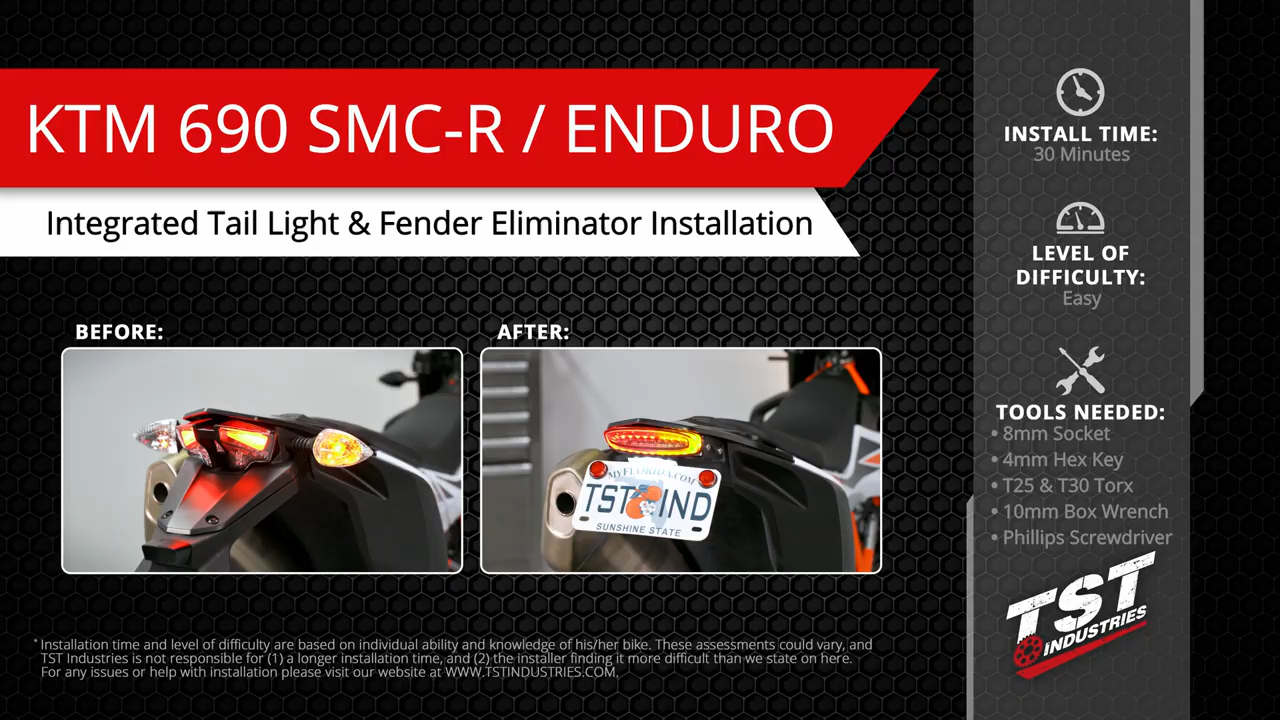 KTM 690 SMC-R / ENDURO
Integrated Tail Light & Fender Eliminator Installation
BEFORE:
AFTER:
MYFLORIDA.COM
TST IND
SUNSHINE STATE
* Installation time and level of difficulty are based on individual ability and knowledge of his/her bike. These assessments could vary, and
TST Industries is not responsible for (1) a longer installation time, and (2) the installer finding it more difficult than we state on here.
For any issues or help with installation please visit our website at WWW.TSTINDUSTRIES.COM.
INSTALL TIME:
30 Minutes
LEVEL OF
DIFFICULTY:
Easy
TOOLS NEEDED:
• 8mm Socket
• 4mm Hex Key
• T25 & T30 Torx
• 10mm Box Wrench
• Phillips Screwdriver
TST
INDUSTRIES